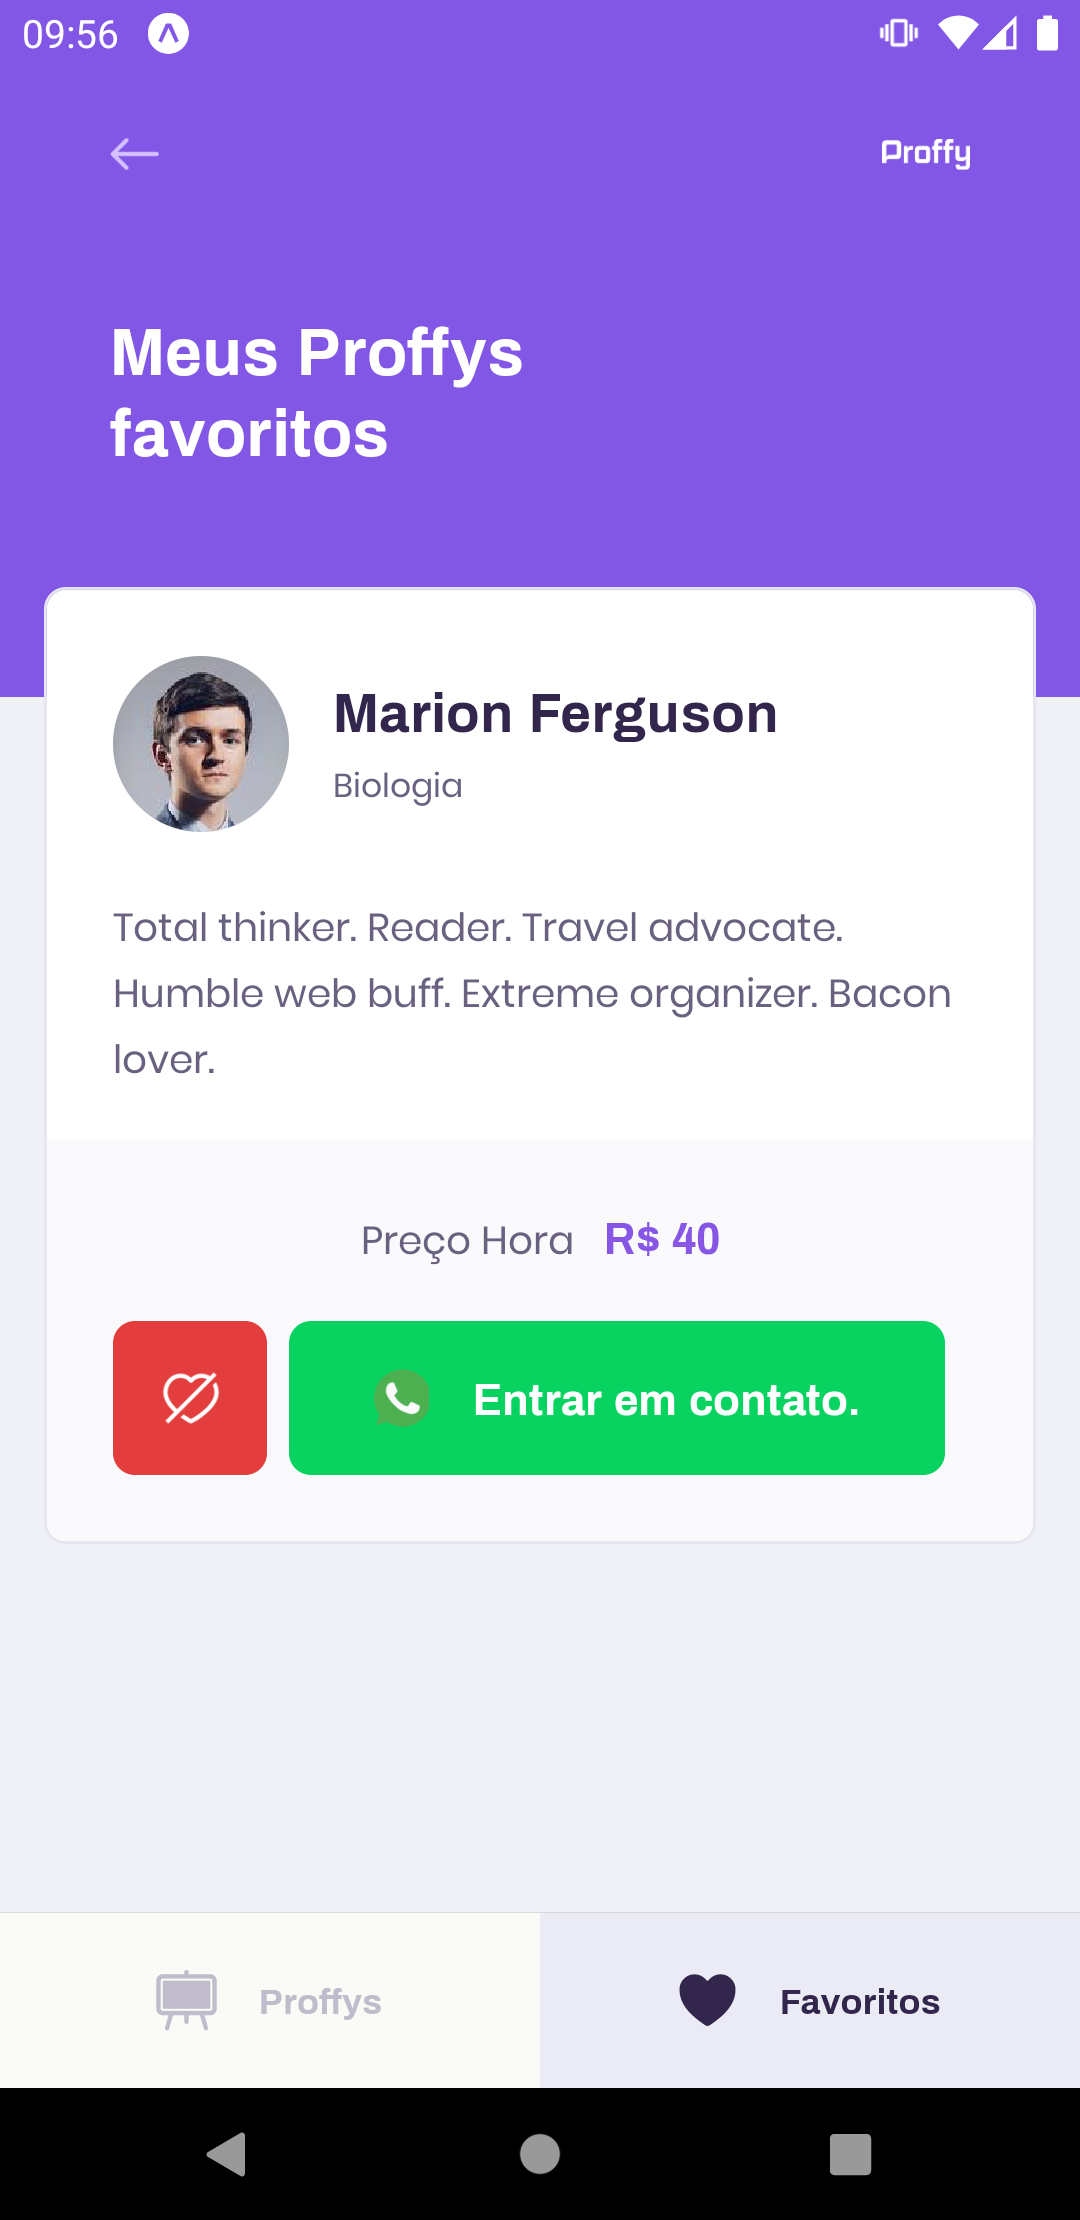 09:56
Proffy
Meus Proffys
favoritos
Marion Ferguson
Biologia
Total thinker. Reader. Travel advocate.
Humble web buff. Extreme organizer. Bacon
lover.
Preço Hora R$ 40
Entrar em contato.
Proffys
Favoritos